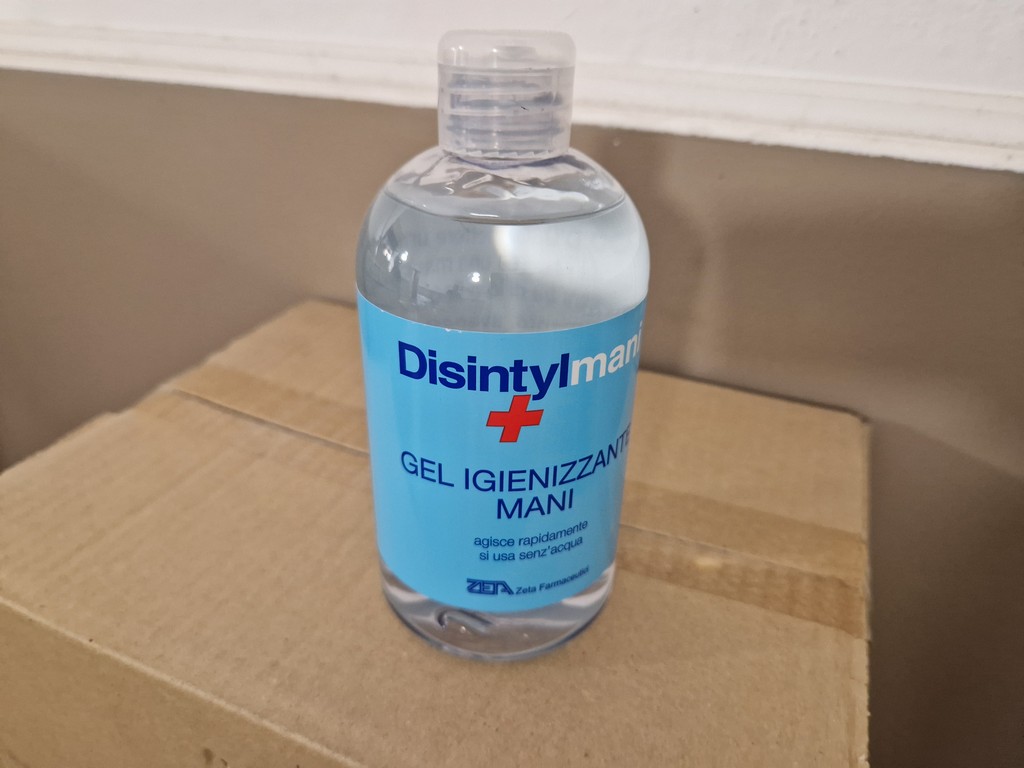 Disintylmani
GEL IGIENIZZANTE
MANI
agisce rapidamente
si usa senz'acqua
ZETA Zeta Farmaceutici